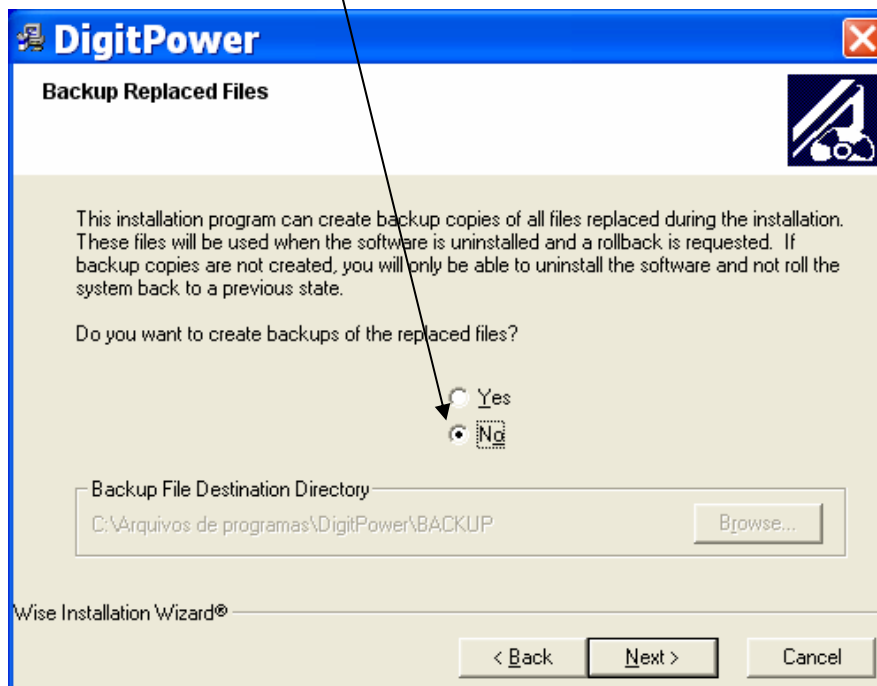 DigitPower
Backup Replaced Files
This installation program can create backup copies of all files replaced during the installation.
These files will be used when the software is uninstalled and a rollback is requested.  If
backup copies are not created, you will only be able to uninstall the software and not roll the
system back to a previous state.
Do you want to create backups of the replaced files?
Yes
No
Backup File Destination Directory
C:\Arquivos de programas\DigitPower\BACKUP
Browse...
Wise Installation Wizard®
< Back
Next >
Cancel